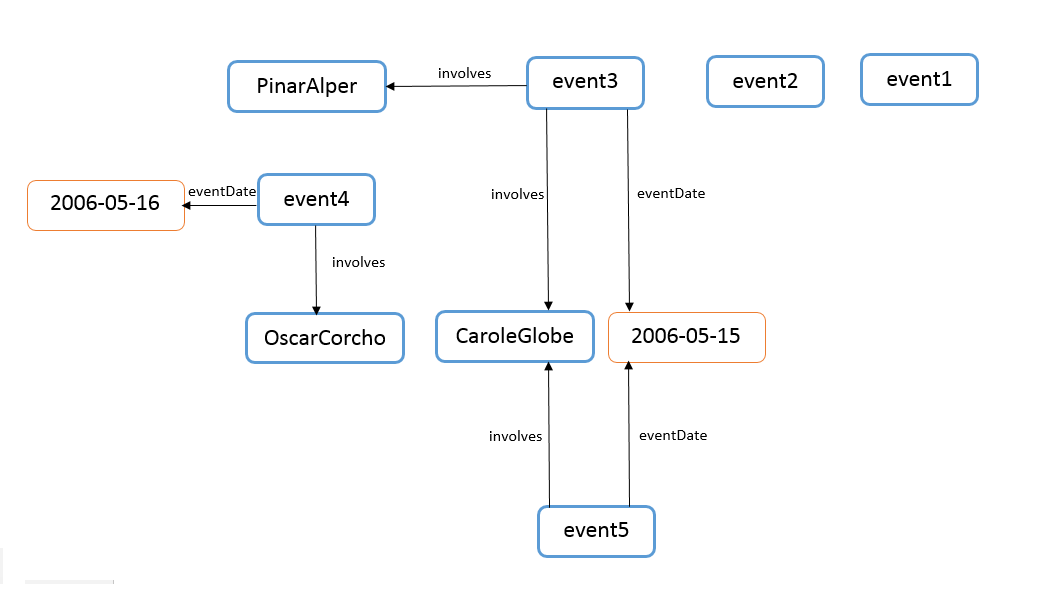 PinarAlper
involves
event3
event2
event1
2006-05-16
eventDate
event4
involves
eventDate
involves
OscarCorcho
CaroleGlobe
2006-05-15
involves
eventDate
event5